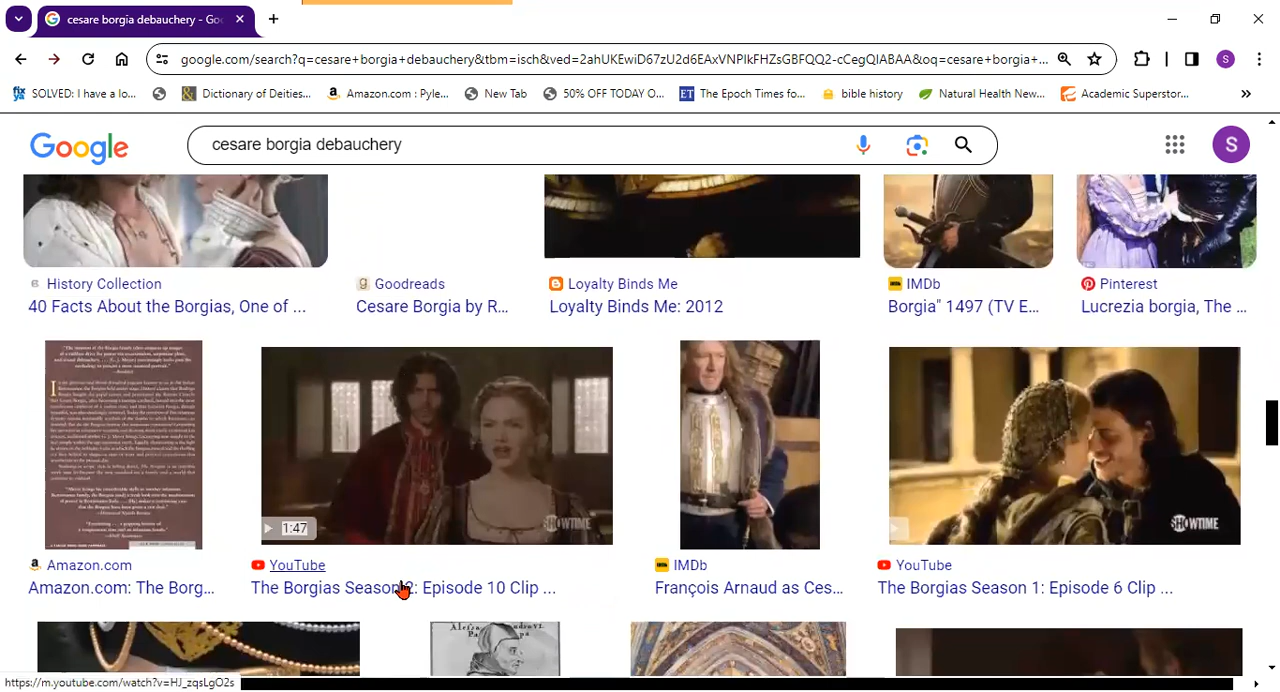 cesare borgia debauchery - Goo
google.com/search?q=cesare+borgia+debauchery&tbm=isch&ved=2ahUKEwiD67zU2d6EAxVNPIkFHZsGBFQQ2-cCegQIABAA&oq=cesare+borgia+...
S
SOLVED: I have a lo...
Dictionary of Deities...
Amazon.com : Pyle...
New Tab
50% OFF TODAY O...
ET The Epoch Times fo...
bible history
Natural Health New...
Academic Superstor...
Google
cesare borgia debauchery
S
History Collection
40 Facts About the Borgias, One of ...
Goodreads
Cesare Borgia by R...
Loyalty Binds Me
Loyalty Binds Me: 2012
IMDb
Borgia" 1497 (TV E...
Pinterest
Lucrezia borgia, The ...
1:47
SHOWTIME
SHOWTIME
Amazon.com
Amazon.com: The Borg...
YouTube
The Borgias Season 2: Episode 10 Clip ...
IMDb
François Arnaud as Ces...
YouTube
The Borgias Season 1: Episode 6 Clip ...
https://m.youtube.com/watch?v=HJ_zqsLgO2s